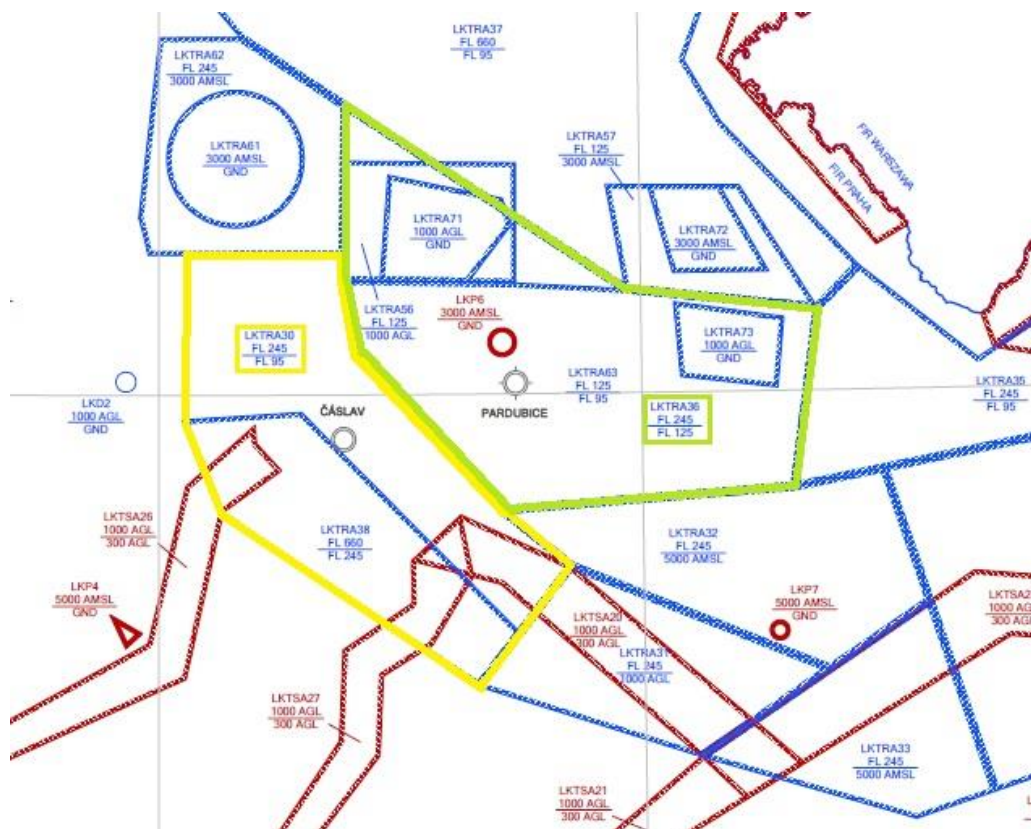 LKTRA37
FL 660
FL 95
LKTRA62
FL 245
3000 AMSL
LKTRA61
3000 AMSL
GND
LKTRA57
FL 125
3000 AMSL
FIR WARSZAWA
FIR PRAHA
LKTRA71
1000 AGL
GND
LKTRA72
3000 AMSL
GND
LKTRA56
FL 125
1000 AGL
LKP6
3000 AMSL
GND
LKTRA30
FL 245
FL 95
LKTRA73
1000 AGL
GND
LKTRA63
FL 125
FL 95
LKTRA35
FL 245
FL 95
LKD2
1000 AGL
GND
ČÁSLAV
PARDUBICE
LKTRA36
FL 245
FL 125
LKTSA26
1000 AGL
300 AGL
LKTRA38
FL 660
FL 245
LKTRA32
FL 245
5000 AMSL
LKP4
5000 AMSL
GND
LKP7
5000 AMSL
GND
LKTSA20
1000 AGL
300 AGL
LKTRA31
FL 245
1000 AGL
LKTSA27
1000 AGL
300 AGL
LKTRA33
FL 245
5000 AMSL
LKTSA21
1000 AGL
300 AGL